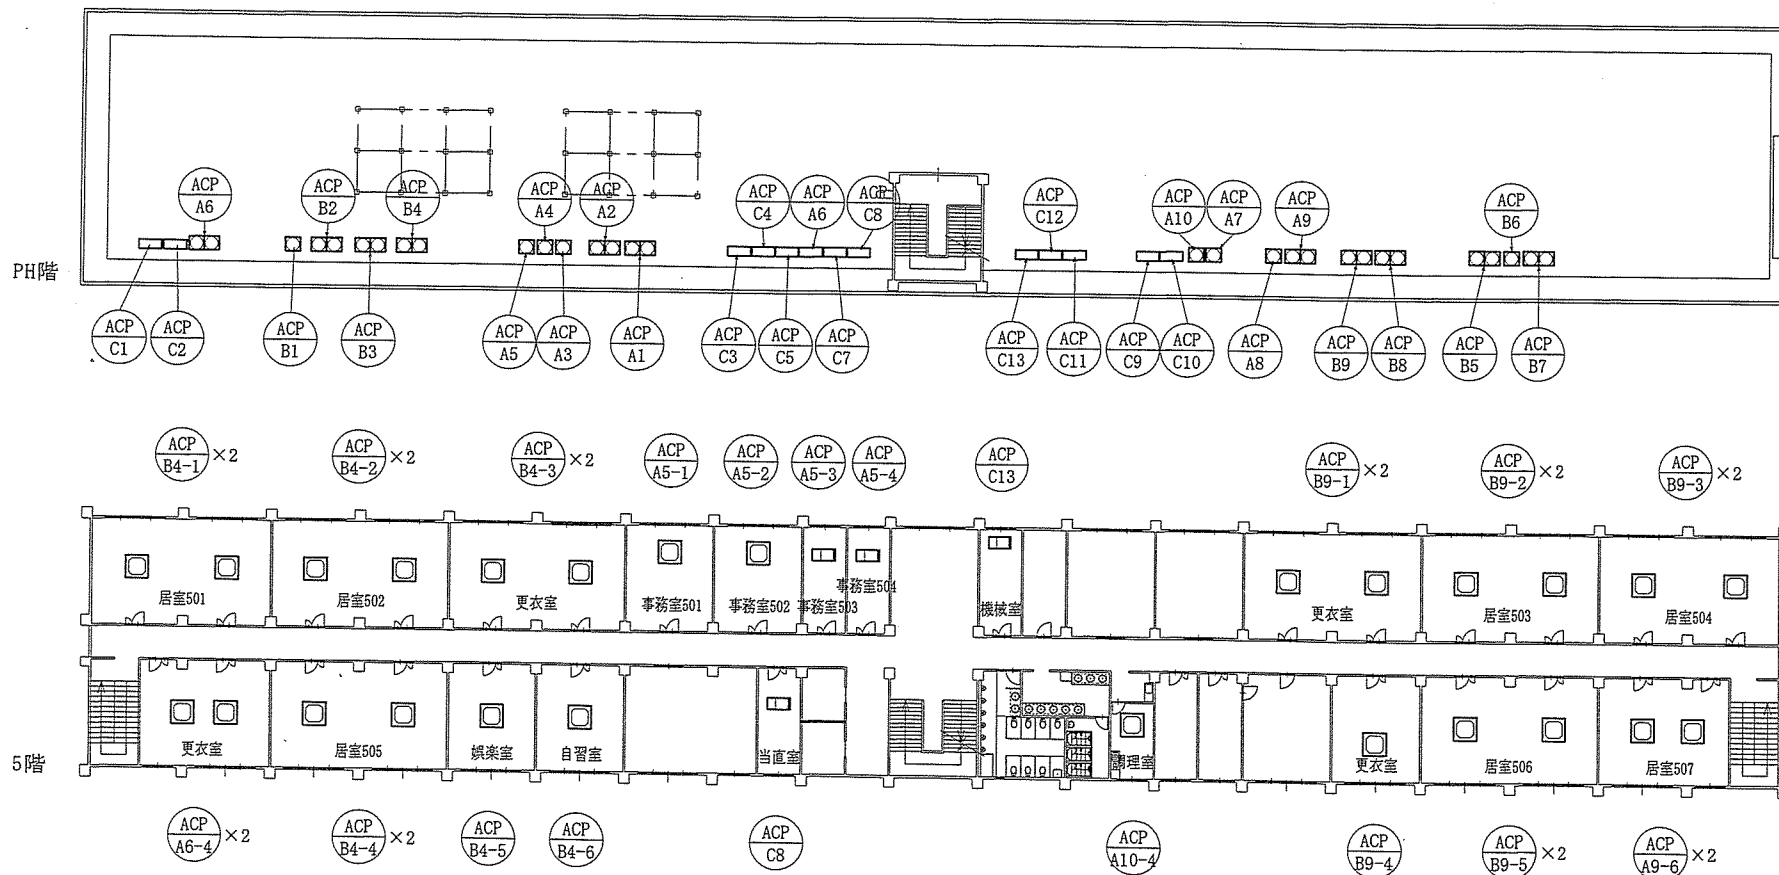 ACP A6
ACP B2
ACP B4
ACP A4
ACP A2
ACP C4
ACP A6
ACP C8
ACP C12
ACP A10
ACP A7
ACP A9
ACP B6
PH階
ACP C1
ACP C2
ACP B1
ACP B3
ACP A5
ACP A3
ACP A1
ACP C3
ACP C5
ACP C7
ACP C13
ACP C11
ACP C9
ACP C10
ACP A8
ACP B9
ACP B8
ACP B5
ACP B7
ACP B4-1 ×2
ACP B4-2 ×2
ACP B4-3 ×2
ACP A5-1
ACP A5-2
ACP A5-3
ACP A5-4
ACP C13
ACP B9-1 ×2
ACP B9-2 ×2
ACP B9-3 ×2
居室501
居室502
更衣室
事務室501
事務室502
事務室503
事務室504
機械室
更衣室
居室503
居室504
5階
更衣室
居室505
娯楽室
自習室
当直室
調理室
更衣室
居室506
居室507
ACP A6-4 ×2
ACP B4-4 ×2
ACP B4-5
ACP B4-6
ACP C8
ACP A10-4
ACP B9-4
ACP B9-5 ×2
ACP A9-6 ×2